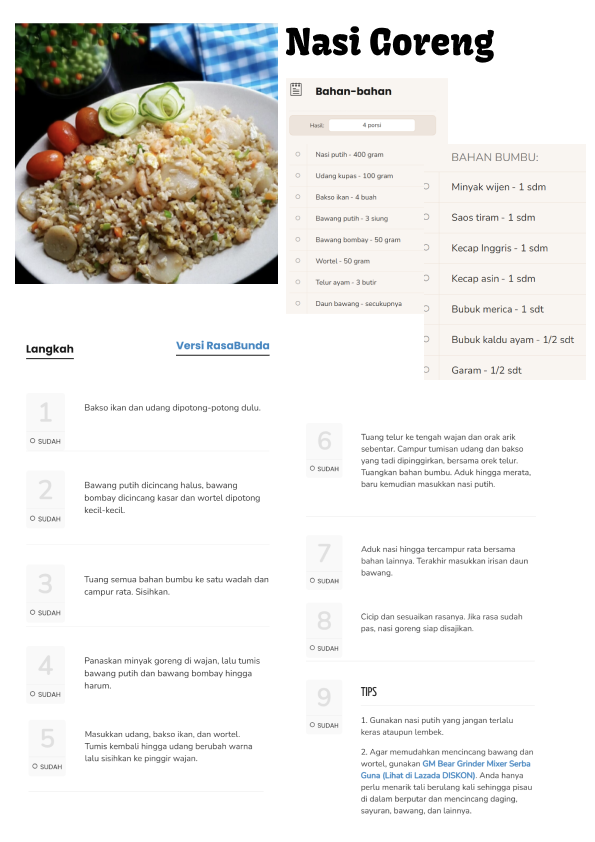 Nasi Goreng
Bahan-bahan
Hasil: 4 porsi
Nasi putih - 400 gram
Udang kupas - 100 gram
Bakso ikan - 4 buah
Bawang putih - 3 siung
Bawang bombay - 50 gram
Wortel - 50 gram
Telur ayam - 3 butir
Daun bawang - secukupnya
BAHAN BUMBU:
Minyak wijen - 1 sdm
Saos tiram - 1 sdm
Kecap Inggris - 1 sdm
Kecap asin - 1 sdm
Bubuk merica - 1 sdt
Bubuk kaldu ayam - 1/2 sdt
Garam - 1/2 sdt
Langkah
Versi RasaBunda
1
SUDAH
Bakso ikan dan udang dipotong-potong dulu.
2
SUDAH
Bawang putih dicincang halus, bawang
bombay dicincang kasar dan wortel dipotong
kecil-kecil.
3
SUDAH
Tuang semua bahan bumbu ke satu wadah dan
campur rata. Sisihkan.
4
SUDAH
Panaskan minyak goreng di wajan, lalu tumis
bawang putih dan bawang bombay hingga
harum.
5
SUDAH
Masukkan udang, bakso ikan, dan wortel.
Tumis kembali hingga udang berubah warna
lalu sisihkan ke pinggir wajan.
6
SUDAH
Tuang telur ke tengah wajan dan orak arik
sebentar. Campur tumisan udang dan bakso
yang tadi dipinggirkan, bersama orek telur.
Tuangkan bahan bumbu. Aduk hingga merata,
baru kemudian masukkan nasi putih.
7
SUDAH
Aduk nasi hingga tercampur rata bersama
bahan lainnya. Terakhir masukkan irisan daun
bawang.
8
SUDAH
Cicip dan sesuaikan rasanya. Jika rasa sudah
pas, nasi goreng siap disajikan.
9
SUDAH
TIPS
1. Gunakan nasi putih yang jangan terlalu
keras ataupun lembek.
2. Agar memudahkan mencincang bawang dan
wortel, gunakan GM Bear Grinder Mixer Serba
Guna (Lihat di Lazada DISKON). Anda hanya
perlu menarik tali berulang kali sehingga pisau
di dalam berputar dan mencincang daging,
sayuran, bawang, dan lainnya.